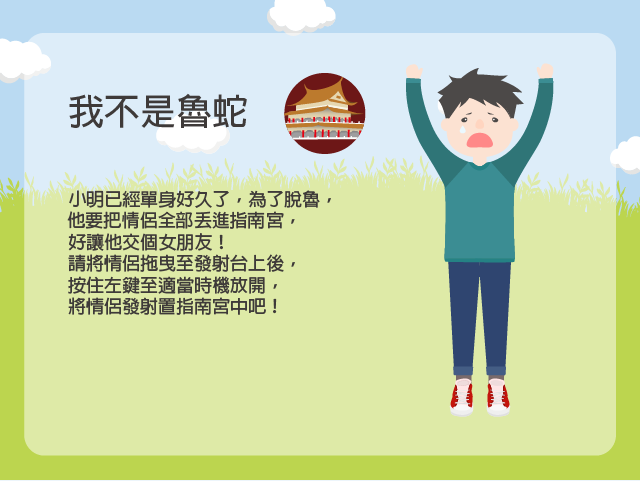 我不是魯蛇
小明已經單身好久了，為了脫魯，
他要把情侶全部丟進指南宮，
好讓他交個女朋友！
請將情侶拖曳至發射台上後，
按住左鍵至適當時機放開，
將情侶發射置指南宮中吧！